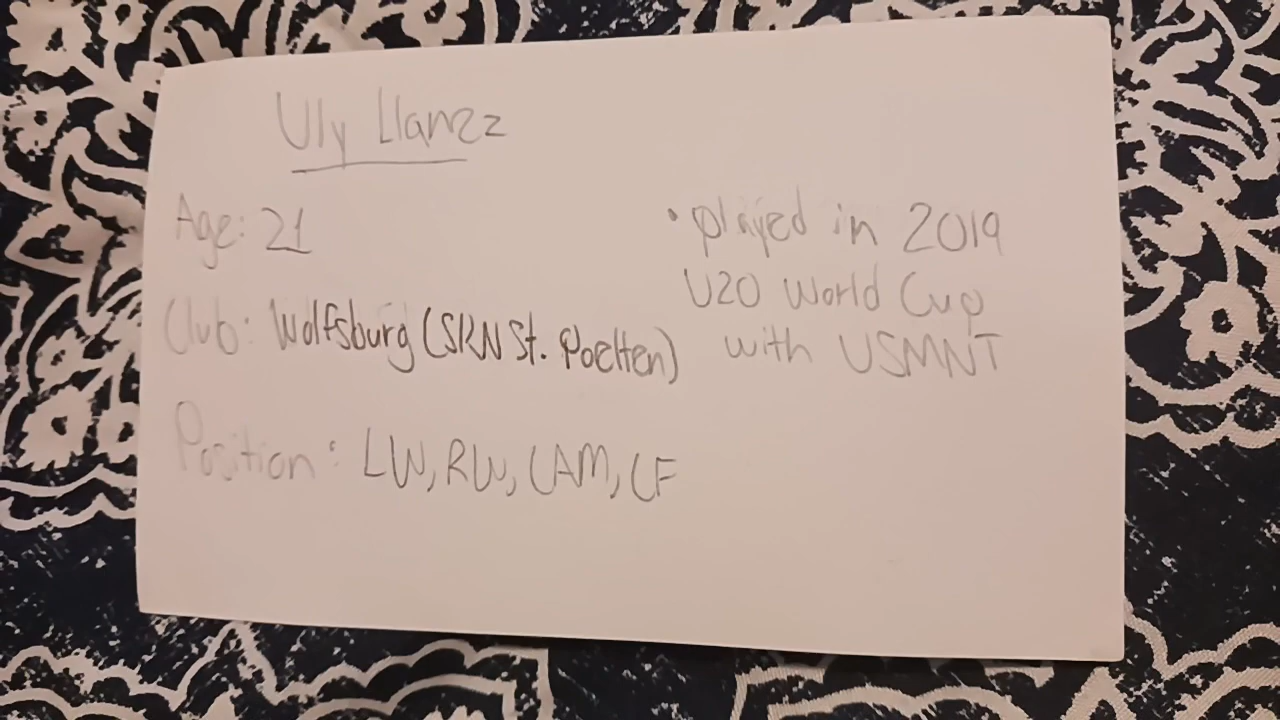 Uly Llanez
Age: 21
Club: Wolfsburg (SKN St. Poelten)
Position: LW, RW, CAM, CF
• played in 2019
U20 World Cup
with USMNT